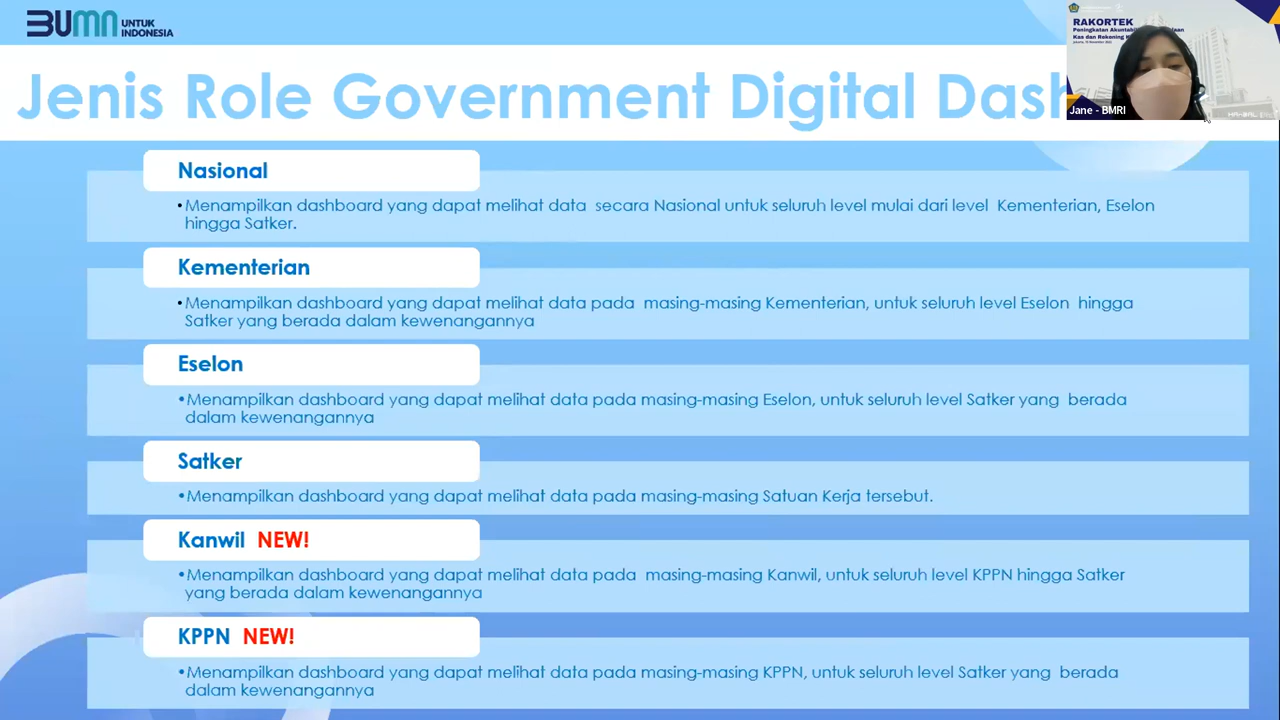 BUMN UNTUK
INDONESIA
Jenis Role Government Digital Dash
RAKORTEK
Peningkatan
Kas dan Rekening
Jane - BMRI
Nasional
•Menampilkan dashboard yang dapat melihat data secara Nasional untuk seluruh level mulai dari level Kementerian, Eselon
hingga Satker.
Kementerian
•Menampilkan dashboard yang dapat melihat data pada masing-masing Kementerian, untuk seluruh level Eselon hingga
Satker yang berada dalam kewenangannya
Eselon
•Menampilkan dashboard yang dapat melihat data pada masing-masing Eselon, untuk seluruh level Satker yang berada
dalam kewenangannya
Satker
•Menampilkan dashboard yang dapat melihat data pada masing-masing Satuan Kerja tersebut.
Kanwil NEW!
•Menampilkan dashboard yang dapat melihat data pada masing-masing Kanwil, untuk seluruh level KPPN hingga Satker
yang berada dalam kewenangannya
KPPN NEW!
•Menampilkan dashboard yang dapat melihat data pada masing-masing KPPN, untuk seluruh level Satker yang berada
dalam kewenangannya